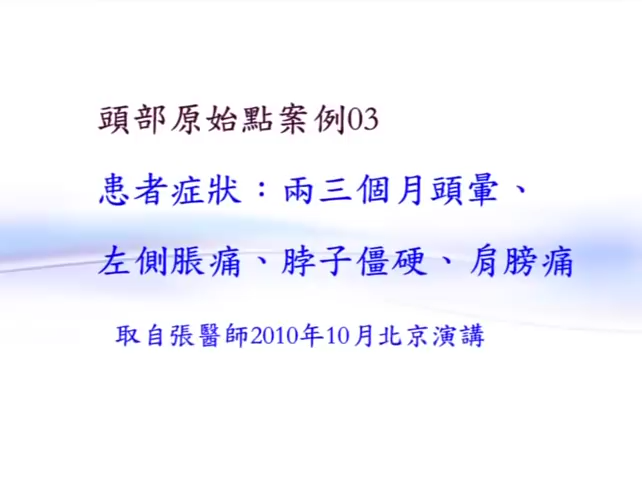 頭部原始點案例03
患者症狀：兩三個月頭暈、
左側脹痛、脖子僵硬、肩膀痛
取自張醫師2010年10月北京演講